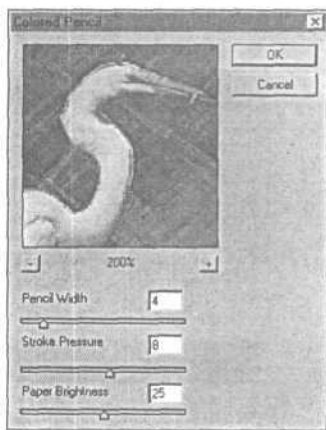 Colored Pencil
OK
Cancel
- 200% +
Pencil Width 4
Stroke Pressure 8
Paper Brightness 25